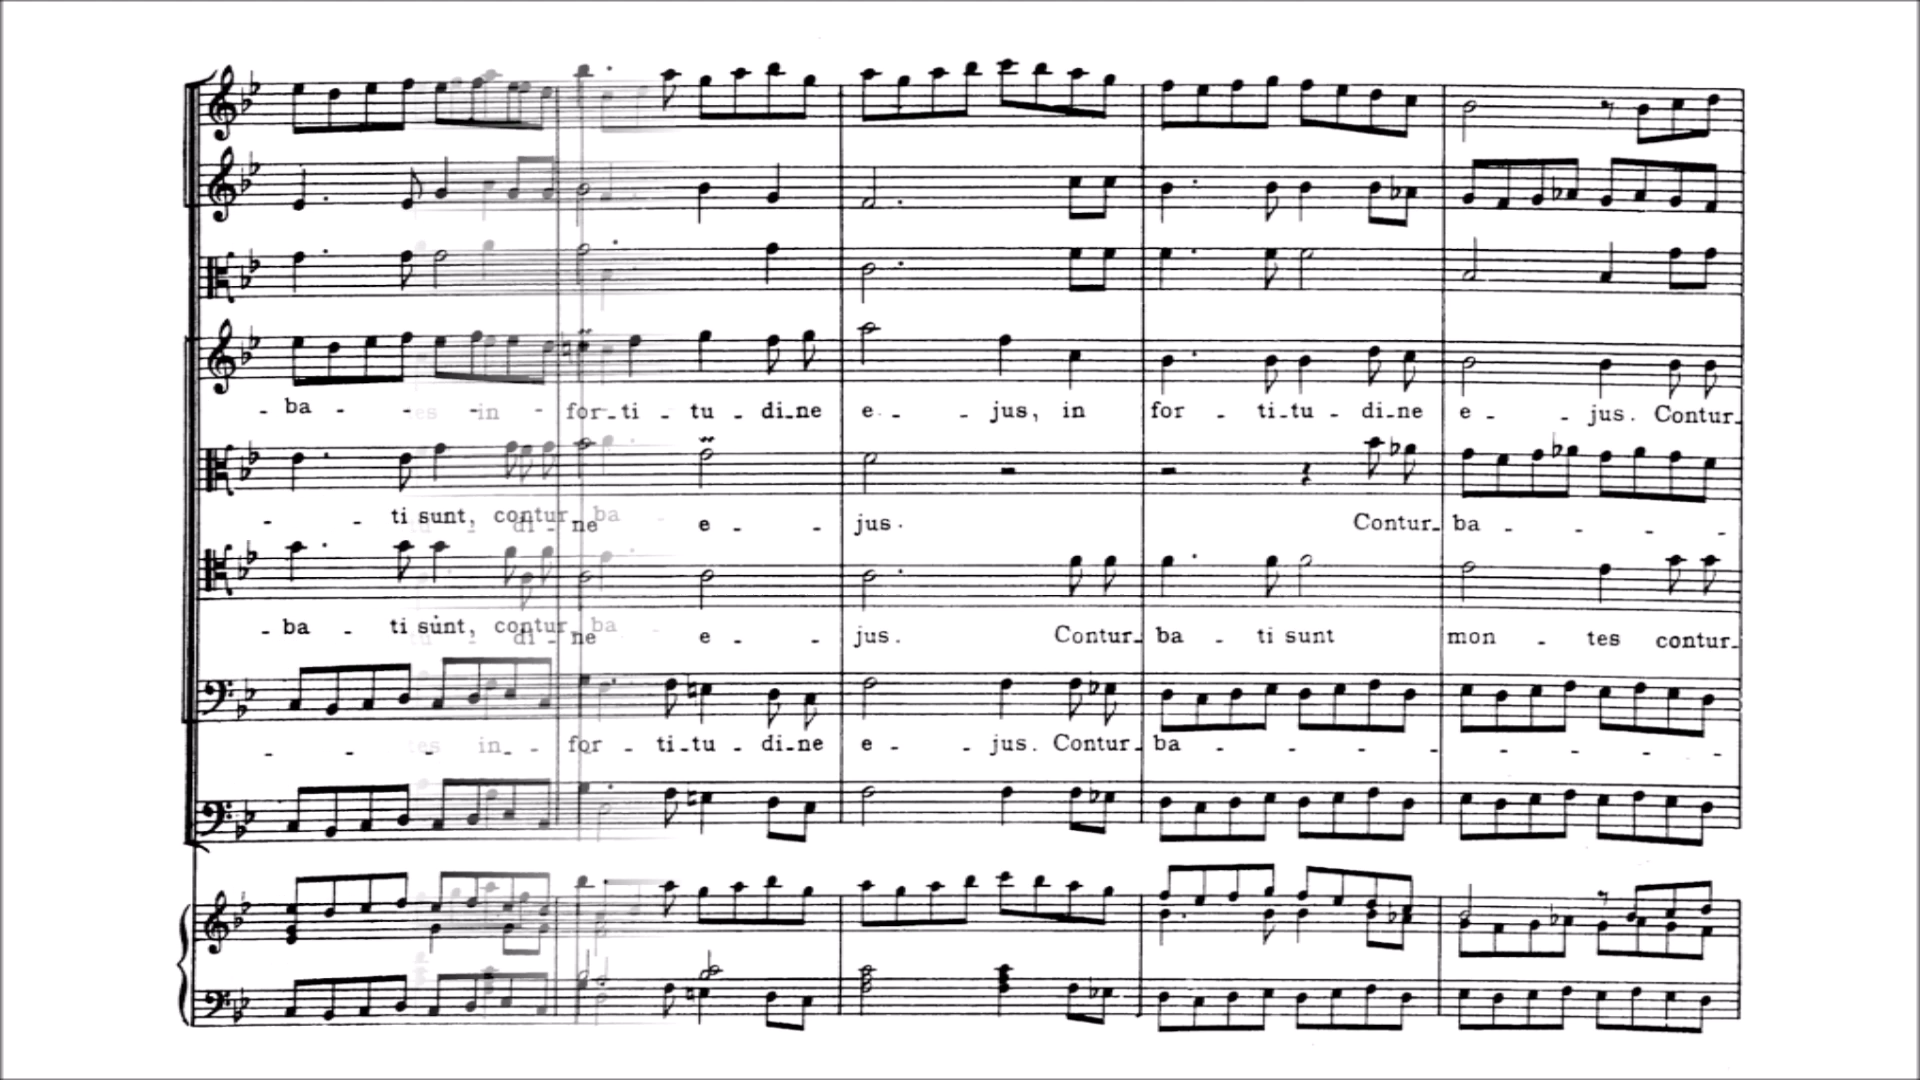 - ba - - tes - in - for - ti - tu - di - ne e - - jus, in for - ti - tu - di - ne e - - jus. Contur -
- - ti sunt, contur - ba - di - ne e - - jus. Contur - ba - - - -
- ba - ti sunt, contur - ba - di - ne e - - jus. Contur - ba - ti sunt mon - tes contur -
- - - tes in - - for - ti - tu - di - ne e - - jus. Contur - ba - - - - - - - -